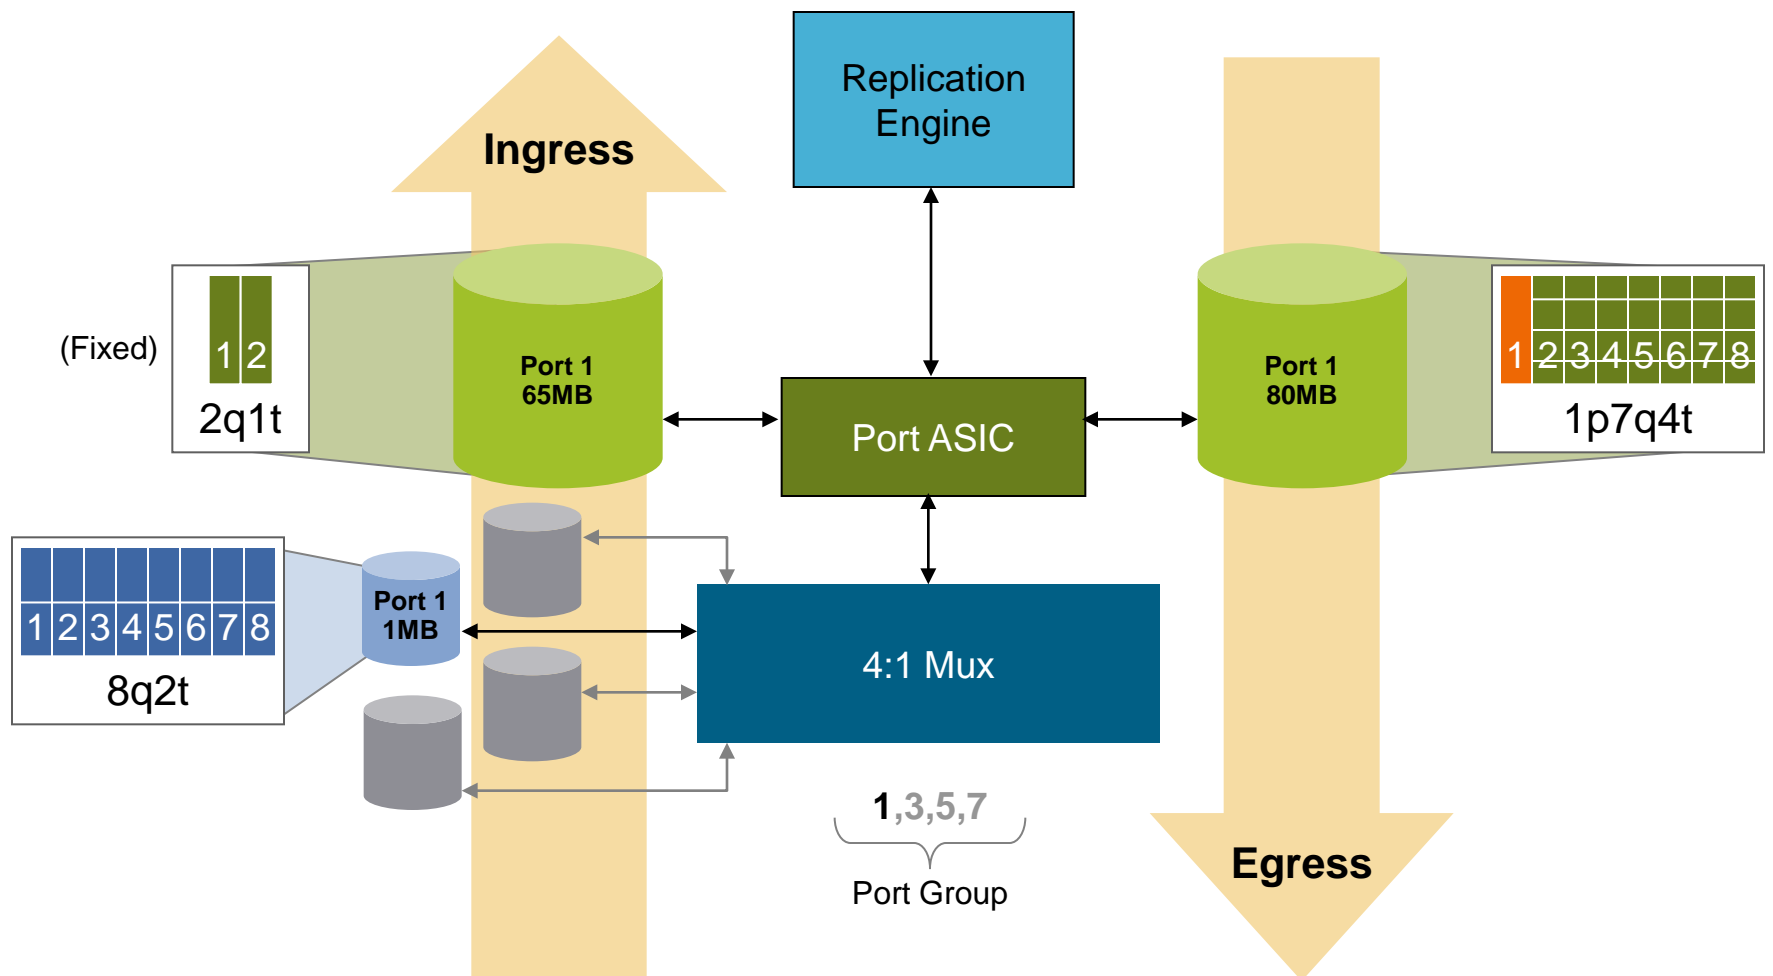 Replication
Engine
Ingress
(Fixed)
1 2
2q1t
Port 1
65MB
Port ASIC
Port 1
80MB
1 2 3 4 5 6 7 8
1p7q4t
1 2 3 4 5 6 7 8
8q2t
Port 1
1MB
4:1 Mux
1,3,5,7
Port Group
Egress